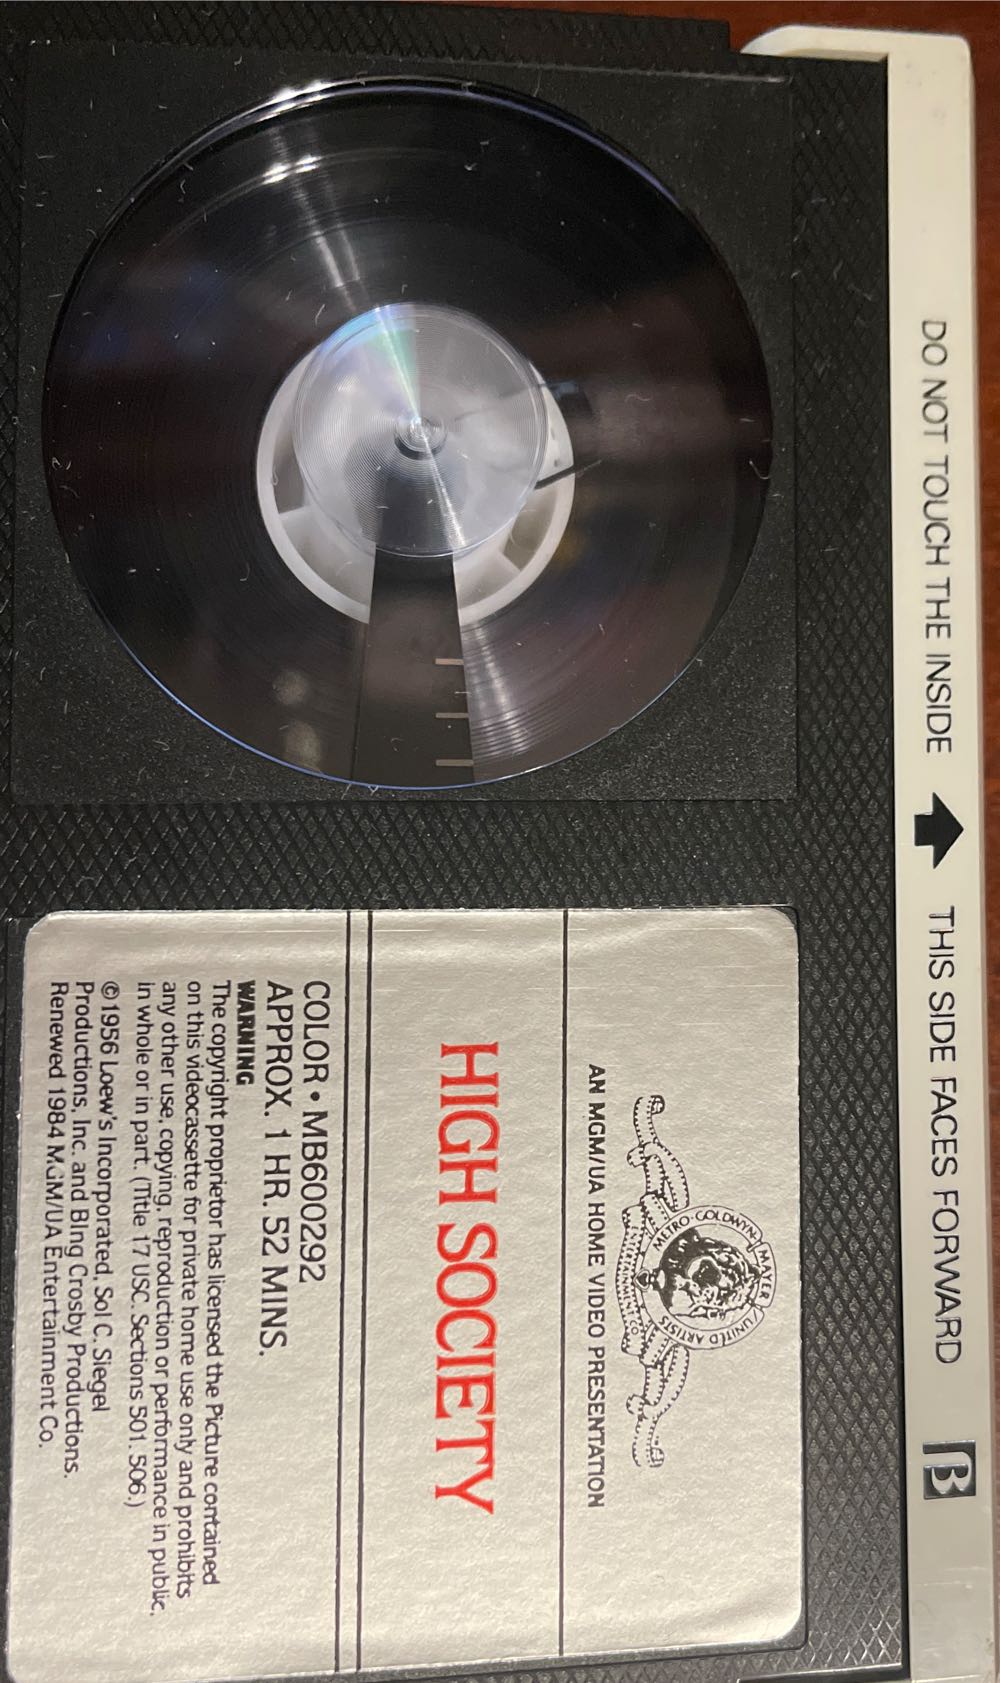 DO NOT TOUCH THE INSIDE THIS SIDE FACES FORWARD β
METRO·GOLDWYN·MAYER/UNITED ARTISTS
ENTERTAINMENT CO.
AN MGM/UA HOME VIDEO PRESENTATION
HIGH SOCIETY
COLOR • MB600292
APPROX. 1 HR. 52 MINS.
WARNING
The copyright proprietor has licensed the Picture contained
on this videocassette for private home use only and prohibits
any other use, copying, reproduction or performance in public,
in whole or in part. (Title 17 USC. Sections 501. 506.)
©1956 Loew's Incorporated, Sol C. Siegel
Productions, Inc. and Bing Crosby Productions.
Renewed 1984 MGM/UA Entertainment Co.